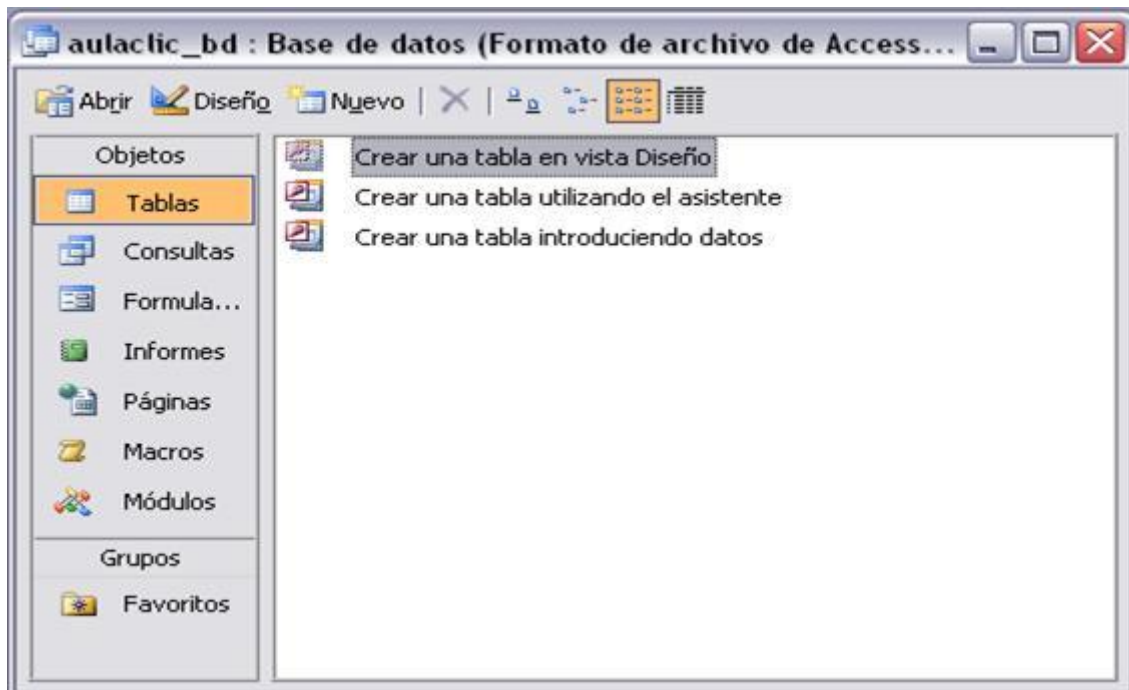 aulaclic_bd : Base de datos (Formato de archivo de Access...
Abrir Diseño Nuevo
Objetos
Tablas
Consultas
Formula...
Informes
Páginas
Macros
Módulos
Grupos
Favoritos
Crear una tabla en vista Diseño
Crear una tabla utilizando el asistente
Crear una tabla introduciendo datos